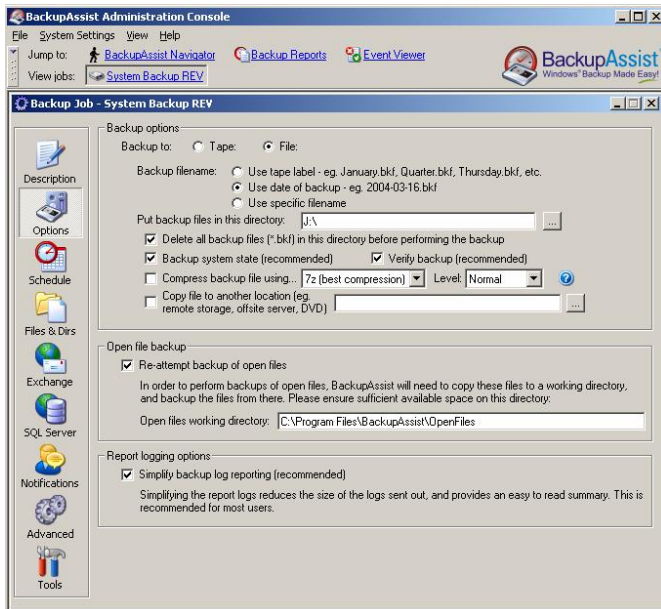 BackupAssist Administration Console
File System Settings View Help
Jump to: BackupAssist Navigator Backup Reports Event Viewer
View jobs: System Backup REV
BackupAssist
Windows® Backup Made Easy!
Backup Job - System Backup REV
Description
Options
Schedule
Files & Dirs
Exchange
SQL Server
Notifications
Advanced
Tools
Backup options
Backup to: Tape: File:
Backup filename: Use tape label - eg. January.bkf, Quarter.bkf, Thursday.bkf, etc.
Use date of backup - eg. 2004-03-16.bkf
Use specific filename
Put backup files in this directory: J:\ ...
Delete all backup files (*.bkf) in this directory before performing the backup
Backup system state (recommended) Verify backup (recommended)
Compress backup file using... 7z (best compression) Level: Normal ?
Copy file to another location (eg.
remote storage, offsite server, DVD) ...
Open file backup
Re-attempt backup of open files
In order to perform backups of open files, BackupAssist will need to copy these files to a working directory,
and backup the files from there. Please ensure sufficient available space on this directory:
Open files working directory: C:\Program Files\BackupAssist\OpenFiles
Report logging options
Simplify backup log reporting (recommended)
Simplifying the report logs reduces the size of the logs sent out, and provides an easy to read summary. This is
recommended for most users.